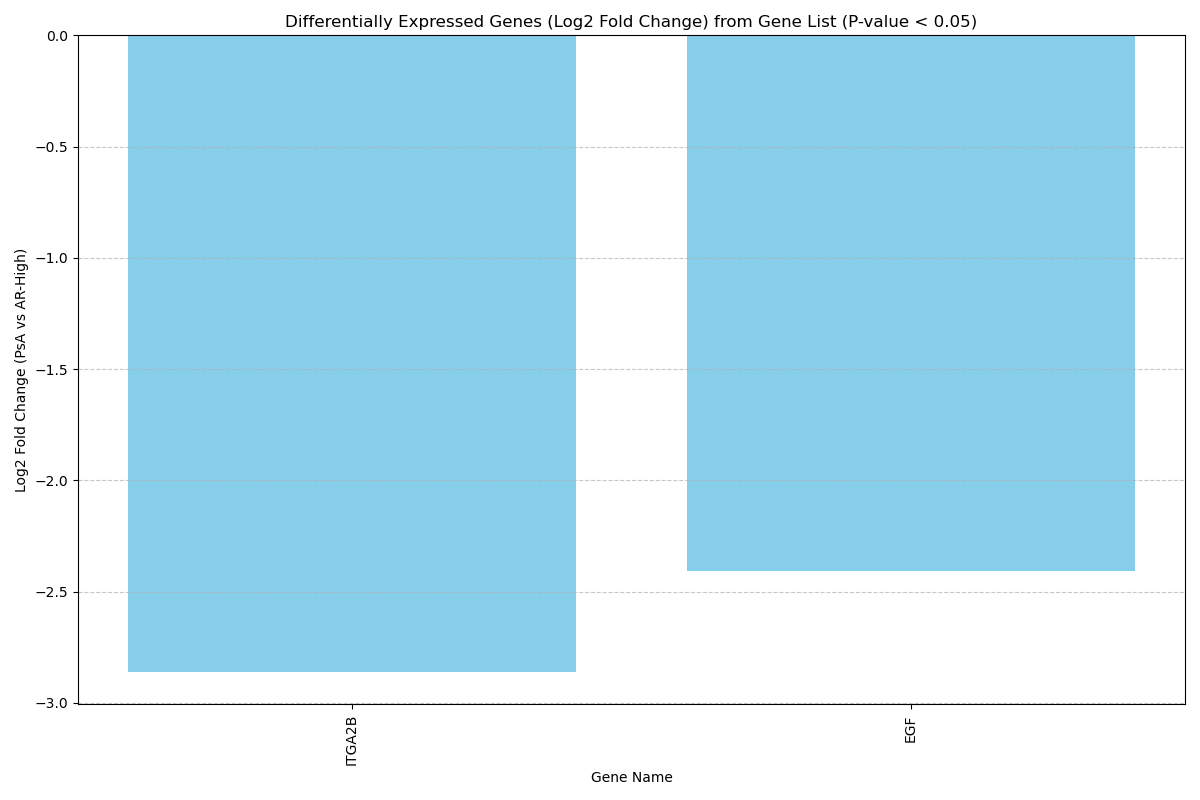 Differentially Expressed Genes (Log2 Fold Change) from Gene List (P-value < 0.05)
0.0
−0.5
−1.0
−1.5
−2.0
−2.5
−3.0
Log2 Fold Change (PsA vs AR-High)
ITGA2B
EGF
Gene Name